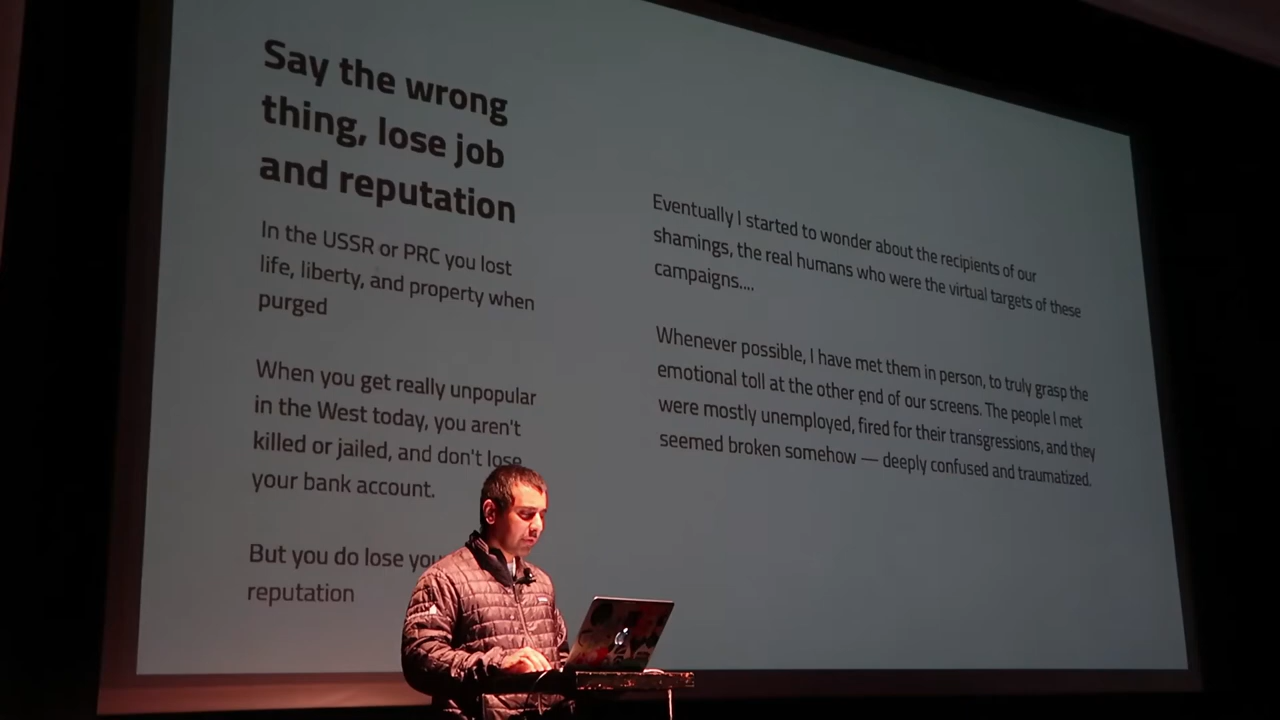 Say the wrong
thing, lose job
and reputation
In the USSR or PRC you lost
life, liberty, and property when
purged
When you get really unpopular
in the West today, you aren't
killed or jailed, and don't lose
your bank account.
But you do lose
reputation
Eventually I started to wonder about the recipients of our
shamings, the real humans who were the virtual targets of these
campaigns....
Whenever possible, I have met them in person, to truly grasp the
emotional toll at the other end of our screens. The people I met
were mostly unemployed, fired for their transgressions, and they
seemed broken somehow — deeply confused and traumatized.